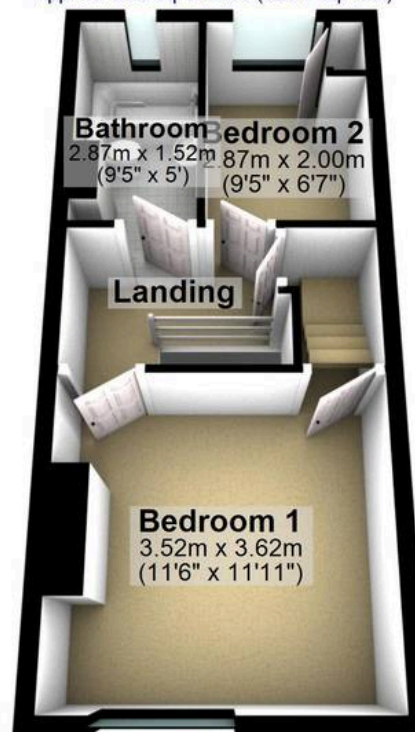 Bathroom
2.87m x 1.52m
(9'5" x 5')
Bedroom 2
2.87m x 2.00m
(9'5" x 6'7")
Landing
Bedroom 1
3.52m x 3.62m
(11'6" x 11'11")